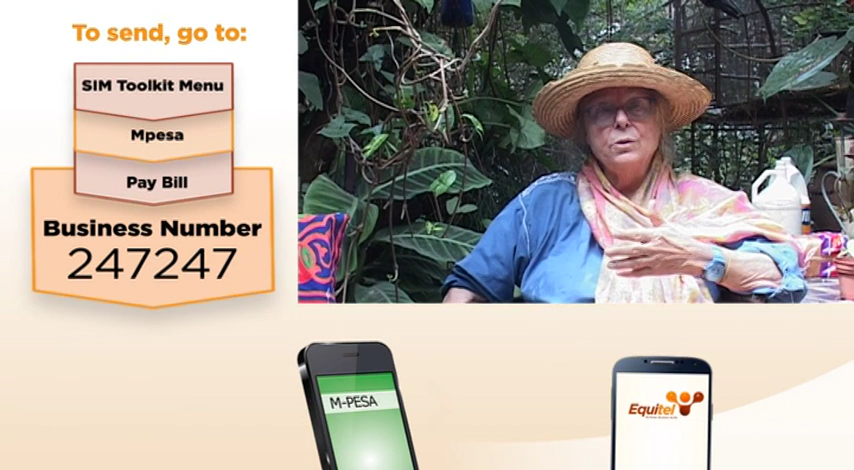 To send, go to:
SIM Toolkit Menu
Mpesa
Pay Bill
Business Number
247247
M-PESA
Equitel